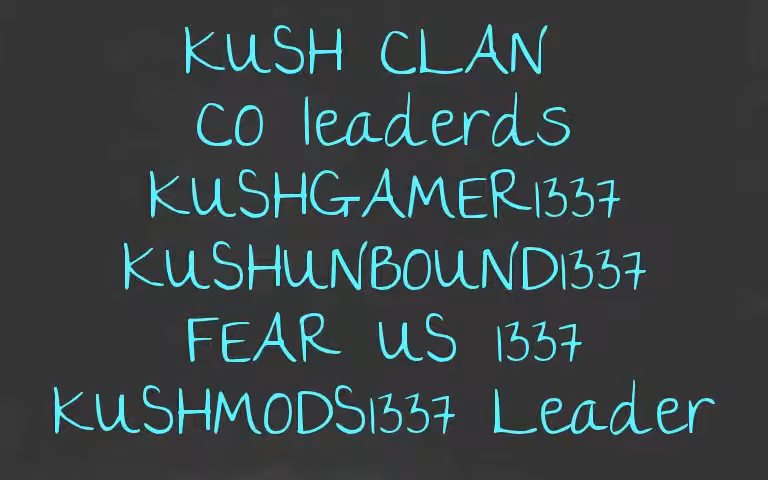 KUSH CLAN
CO leaderds
KUSHGAMER1337
KUSHUNBOUND1337
FEAR US 1337
KUSHMODS1337 Leader